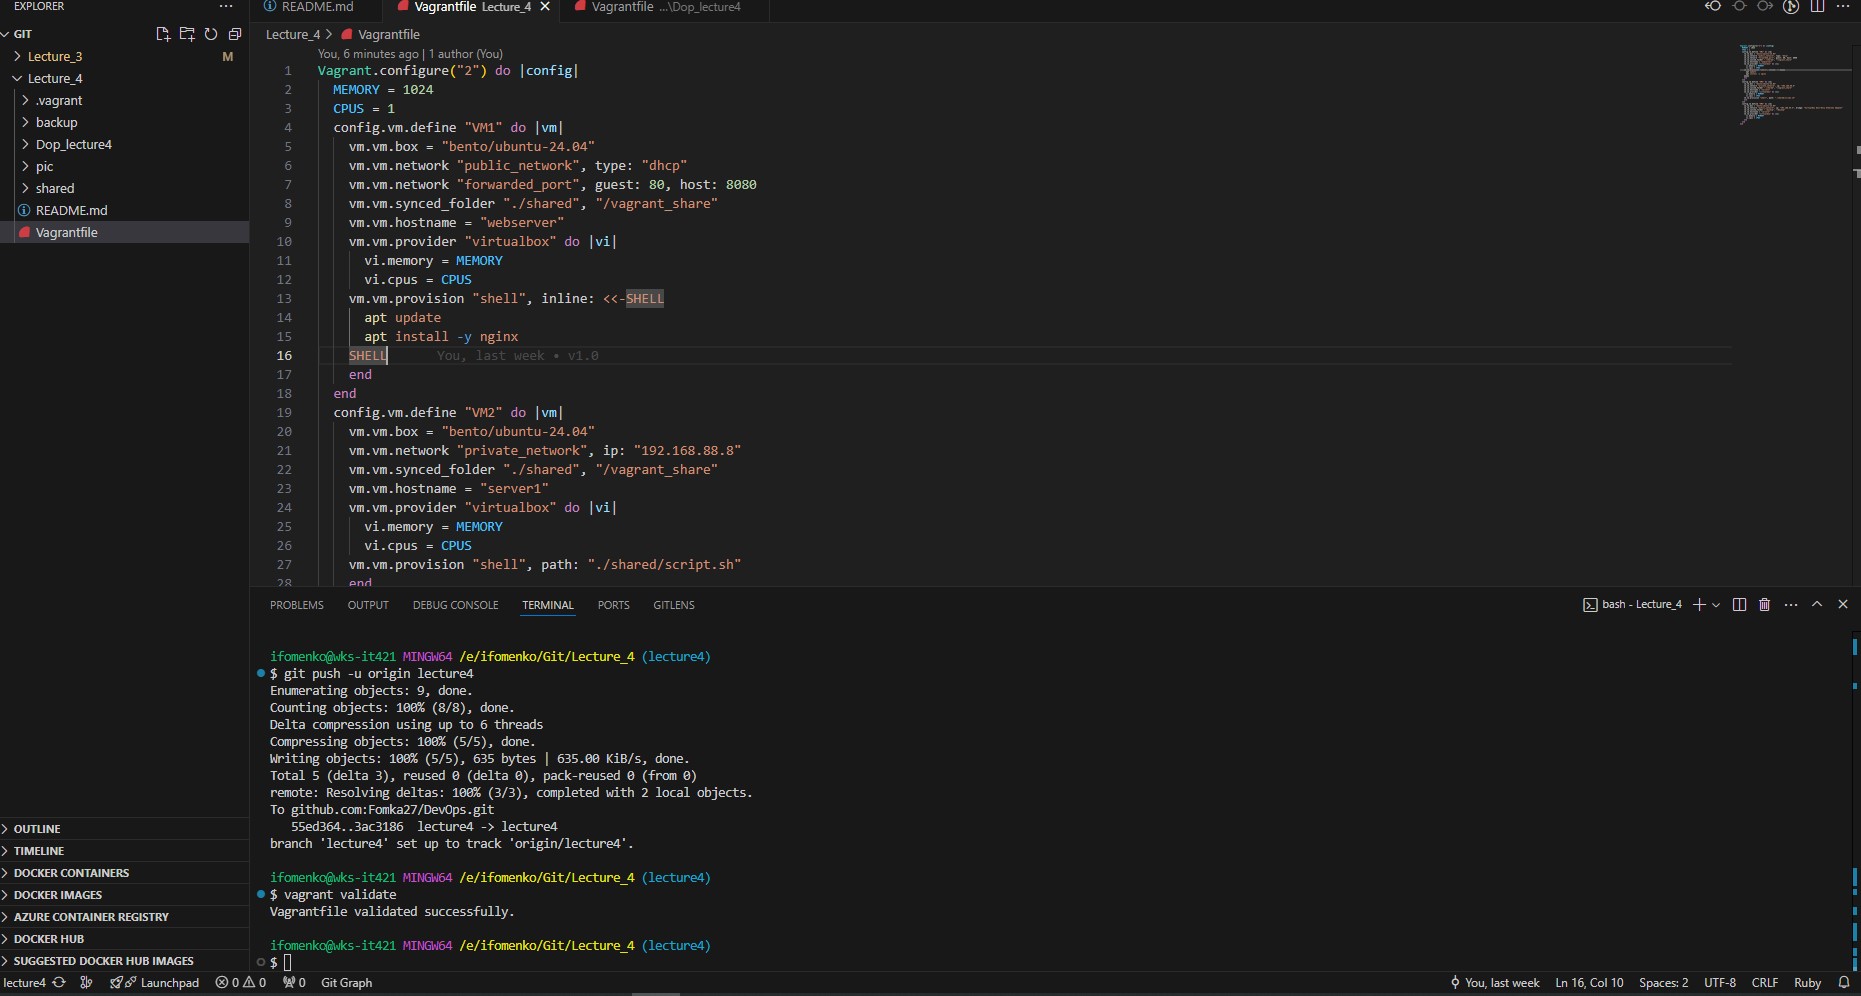 EXPLORER
GIT
Lecture_3 M
Lecture_4
.vagrant
backup
Dop_lecture4
pic
shared
README.md
Vagrantfile
OUTLINE
TIMELINE
DOCKER CONTAINERS
DOCKER IMAGES
AZURE CONTAINER REGISTRY
DOCKER HUB
SUGGESTED DOCKER HUB IMAGES
README.md
Vagrantfile Lecture_4
Vagrantfile ...\Dop_lecture4
Lecture_4 > Vagrantfile
You, 6 minutes ago | 1 author (You)
1 Vagrant.configure("2") do |config|
2 MEMORY = 1024
3 CPUS = 1
4 config.vm.define "VM1" do |vm|
5 vm.vm.box = "bento/ubuntu-24.04"
6 vm.vm.network "public_network", type: "dhcp"
7 vm.vm.network "forwarded_port", guest: 80, host: 8080
8 vm.vm.synced_folder "./shared", "/vagrant_share"
9 vm.vm.hostname = "webserver"
10 vm.vm.provider "virtualbox" do |vi|
11 vi.memory = MEMORY
12 vi.cpus = CPUS
13 vm.vm.provision "shell", inline: <<-SHELL
14 apt update
15 apt install -y nginx
16 SHELL You, last week • v1.0
17 end
18 end
19 config.vm.define "VM2" do |vm|
20 vm.vm.box = "bento/ubuntu-24.04"
21 vm.vm.network "private_network", ip: "192.168.88.8"
22 vm.vm.synced_folder "./shared", "/vagrant_share"
23 vm.vm.hostname = "server1"
24 vm.vm.provider "virtualbox" do |vi|
25 vi.memory = MEMORY
26 vi.cpus = CPUS
27 vm.vm.provision "shell", path: "./shared/script.sh"
28 end
PROBLEMS OUTPUT DEBUG CONSOLE TERMINAL PORTS GITLENS
bash - Lecture_4
ifomenko@wks-it421 MINGW64 /e/ifomenko/Git/Lecture_4 (lecture4)
$ git push -u origin lecture4
Enumerating objects: 9, done.
Counting objects: 100% (8/8), done.
Delta compression using up to 6 threads
Compressing objects: 100% (5/5), done.
Writing objects: 100% (5/5), 635 bytes | 635.00 KiB/s, done.
Total 5 (delta 3), reused 0 (delta 0), pack-reused 0 (from 0)
remote: Resolving deltas: 100% (3/3), completed with 2 local objects.
To github.com:Fomka27/DevOps.git
55ed364..3ac3186 lecture4 -> lecture4
branch 'lecture4' set up to track 'origin/lecture4'.
ifomenko@wks-it421 MINGW64 /e/ifomenko/Git/Lecture_4 (lecture4)
$ vagrant validate
Vagrantfile validated successfully.
ifomenko@wks-it421 MINGW64 /e/ifomenko/Git/Lecture_4 (lecture4)
$
lecture4 Launchpad 0 0 0 Git Graph
You, last week Ln 16, Col 10 Spaces: 2 UTF-8 CRLF Ruby